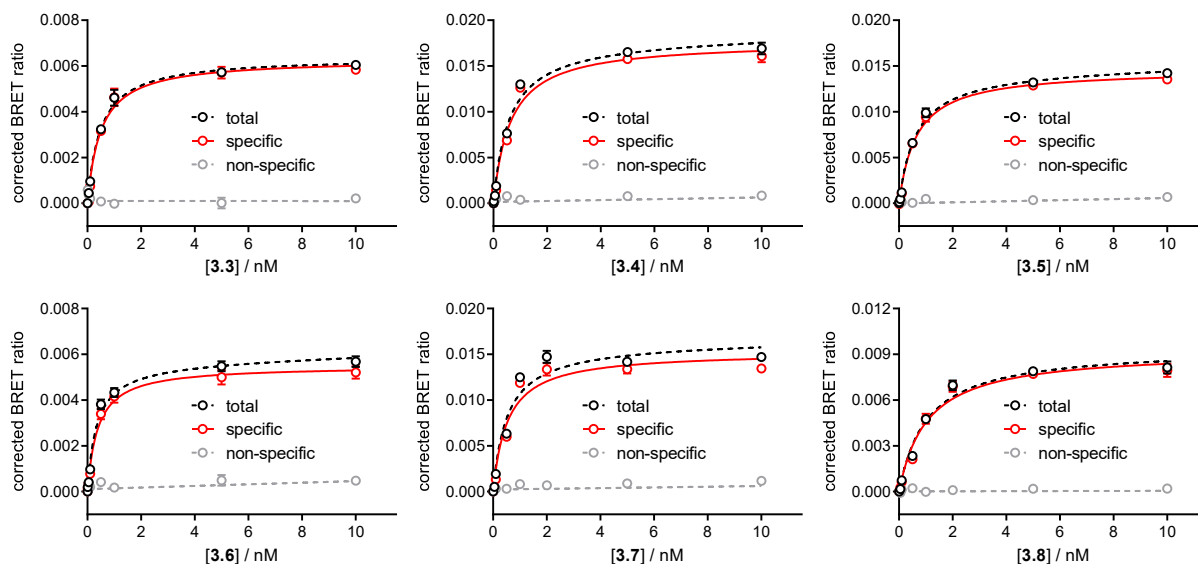 0.008
0.006
0.004
0.002
0.000
corrected BRET ratio
total
specific
non-specific
0 2 4 6 8 10
[3.3] / nM
0.020
0.015
0.010
0.005
0.000
corrected BRET ratio
total
specific
non-specific
0 2 4 6 8 10
[3.4] / nM
0.020
0.015
0.010
0.005
0.000
corrected BRET ratio
total
specific
non-specific
0 2 4 6 8 10
[3.5] / nM
0.008
0.006
0.004
0.002
0.000
corrected BRET ratio
total
specific
non-specific
0 2 4 6 8 10
[3.6] / nM
0.020
0.015
0.010
0.005
0.000
corrected BRET ratio
total
specific
non-specific
0 2 4 6 8 10
[3.7] / nM
0.012
0.009
0.006
0.003
0.000
corrected BRET ratio
total
specific
non-specific
0 2 4 6 8 10
[3.8] / nM